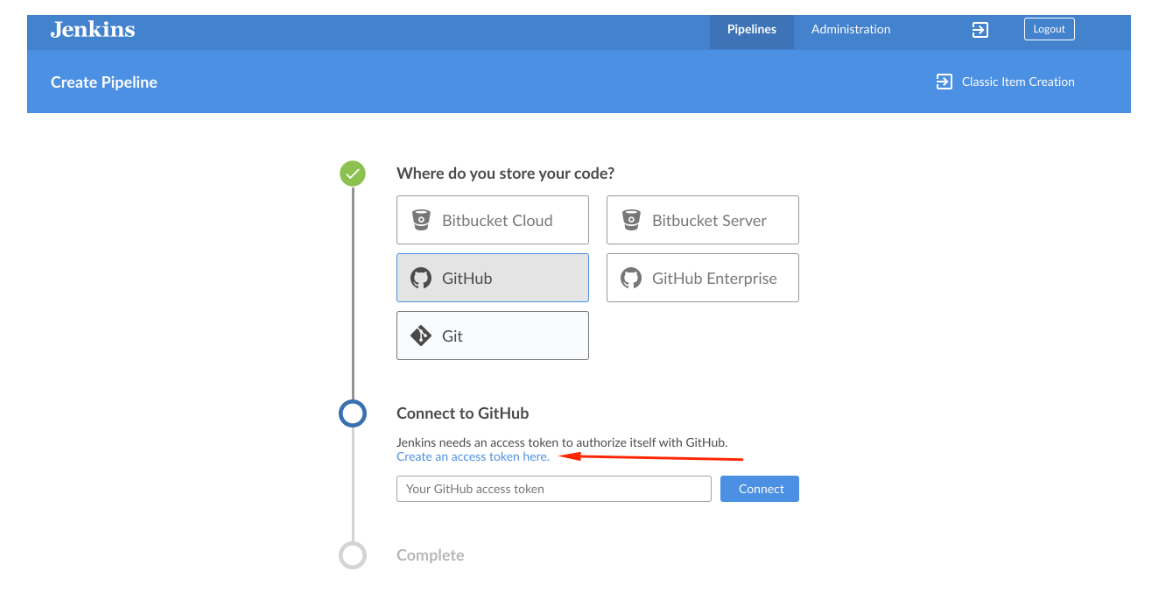 Jenkins
Pipelines
Administration
Logout
Create Pipeline
Classic Item Creation
Where do you store your code?
Bitbucket Cloud
Bitbucket Server
GitHub
GitHub Enterprise
Git
Connect to GitHub
Jenkins needs an access token to authorize itself with GitHub.
Create an access token here.
Your GitHub access token
Connect
Complete